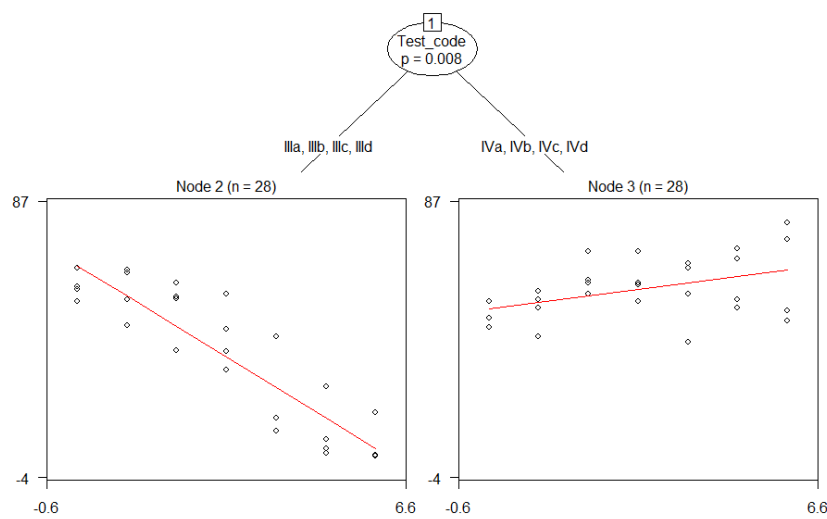 1
Test_code
p = 0.008
IIIa, IIIb, IIIc, IIId
IVa, IVb, IVc, IVd
Node 2 (n = 28)
87
-4
-0.6
6.6
Node 3 (n = 28)
87
-4
-0.6
6.6